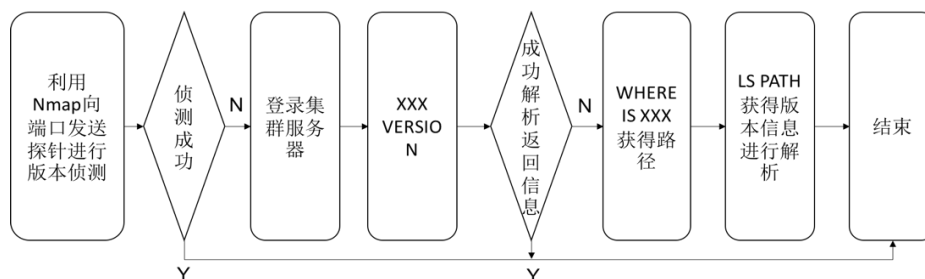 利用
Nmap向
端口发送
探针进行
版本侦测
侦测成功
N
登录集
群服务
器
XXX
VERSIO
N
成功解析返回信息
N
WHERE
IS XXX
获得路
径
LS PATH
获得版
本信息
进行解
析
结束
Y
Y